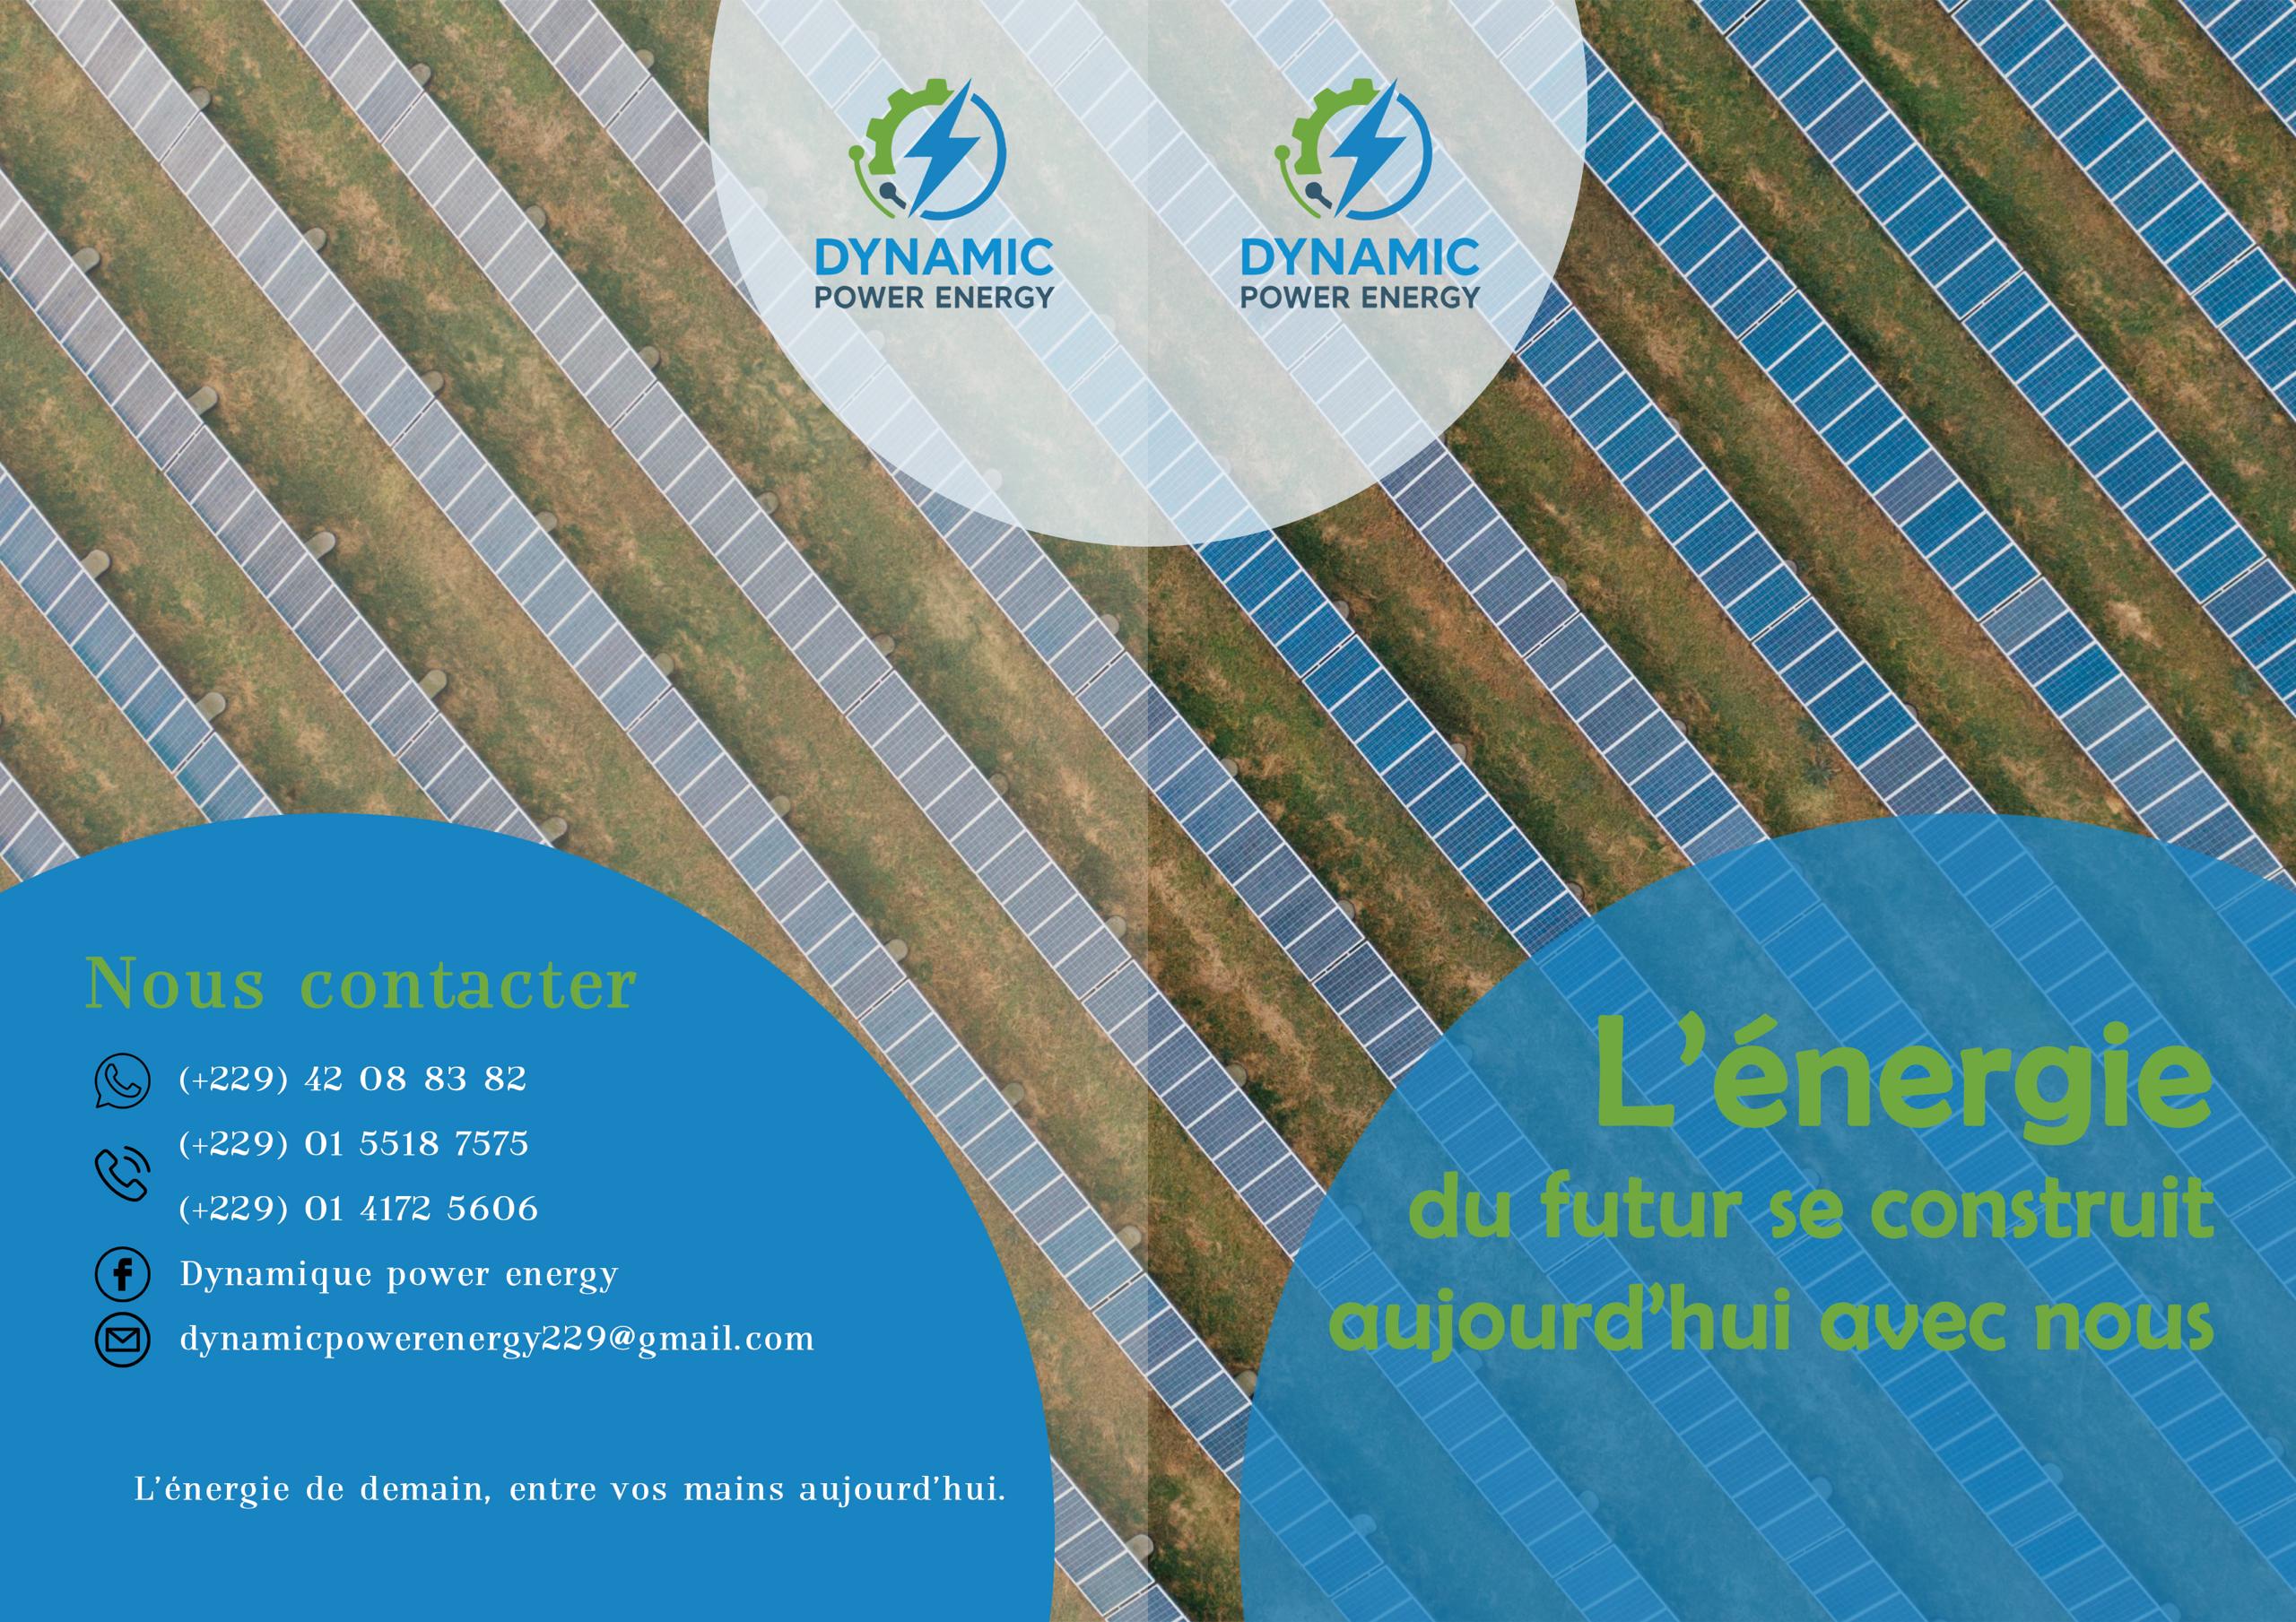 DYNAMIC
POWER ENERGY
DYNAMIC
POWER ENERGY
Nous contacter
(+229) 42 08 83 82
(+229) 01 5518 7575
(+229) 01 4172 5606
Dynamique power energy
dynamicpowerenergy229@gmail.com
L'énergie de demain, entre vos mains aujourd'hui.
L'énergie
du futur se construit
aujourd'hui avec nous